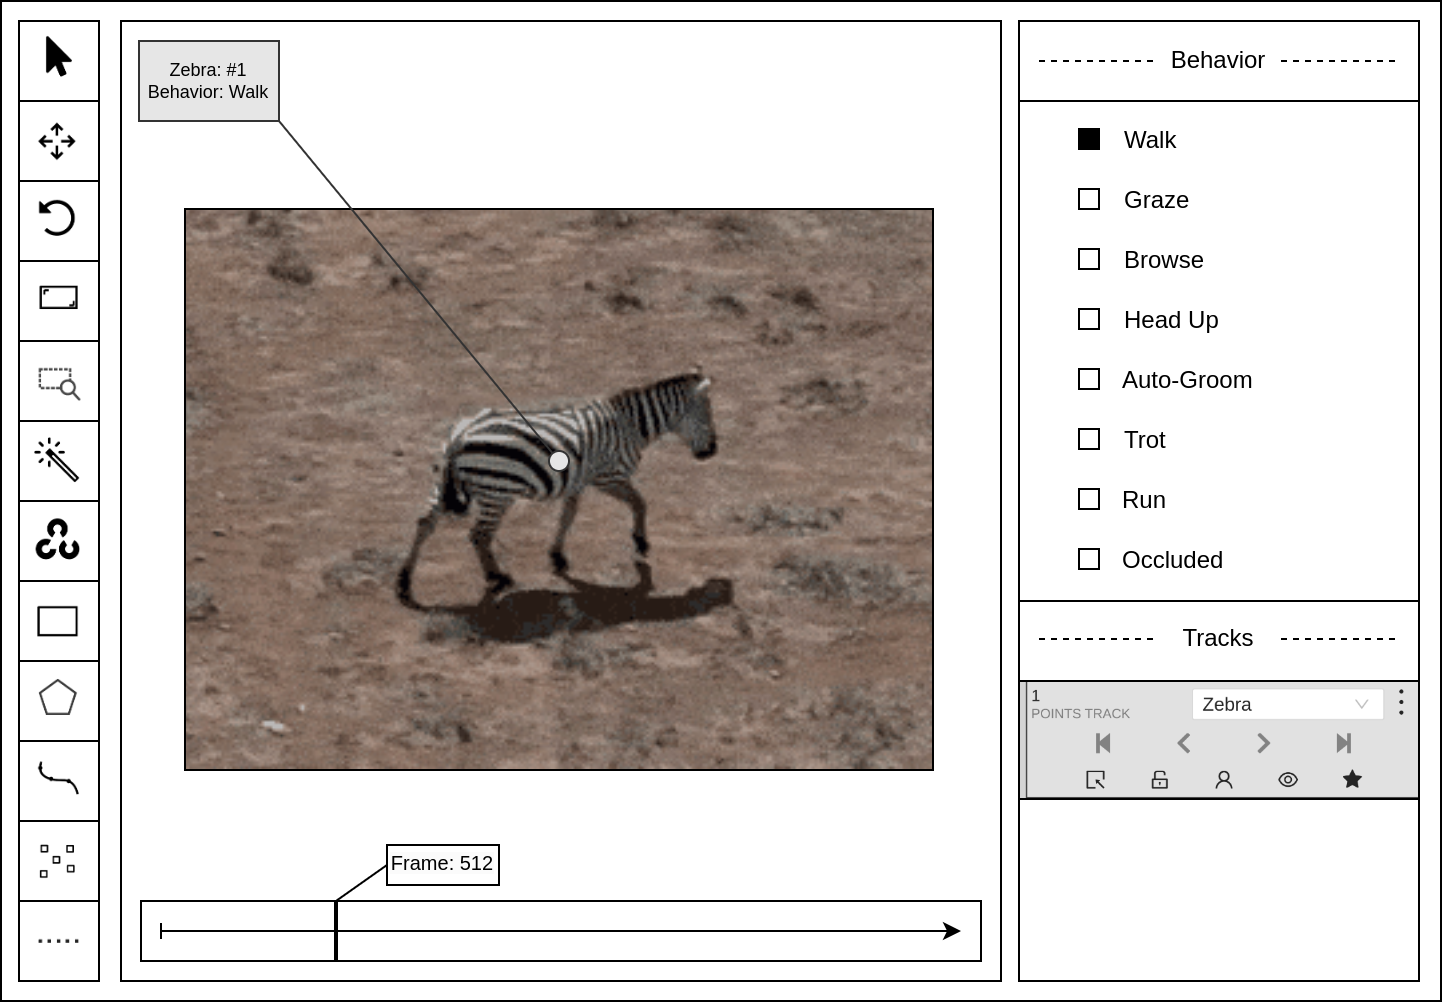 Zebra: #1
Behavior: Walk
Frame: 512
Behavior
Walk
Graze
Browse
Head Up
Auto-Groom
Trot
Run
Occluded
Tracks
1
POINTS TRACK
Zebra